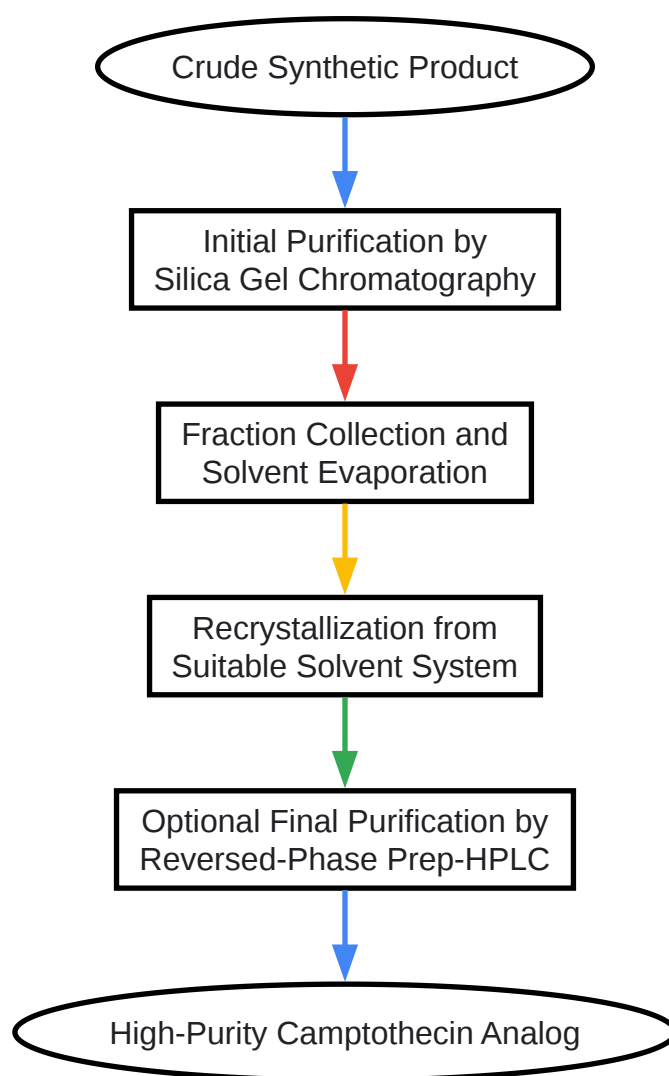 Crude Synthetic Product
Initial Purification by
Silica Gel Chromatography
Fraction Collection and
Solvent Evaporation
Recrystallization from
Suitable Solvent System
Optional Final Purification by
Reversed-Phase Prep-HPLC
High-Purity Camptothecin Analog